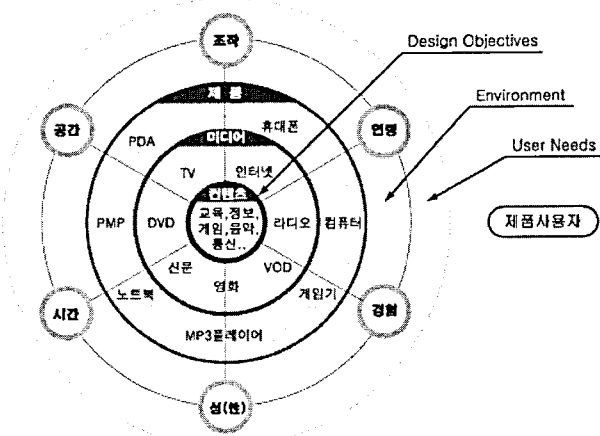 조작
Design Objectives
제품
Environment
공간
연령
PDA
미디어
휴대폰
User Needs
TV
인터넷
컨텐츠
PMP
DVD
교육,정보,
게임,음악,
통신..
라디오
컴퓨터
제품사용자
신문
VOD
영화
노트북
게임기
시간
경험
MP3플레이어
성(性)